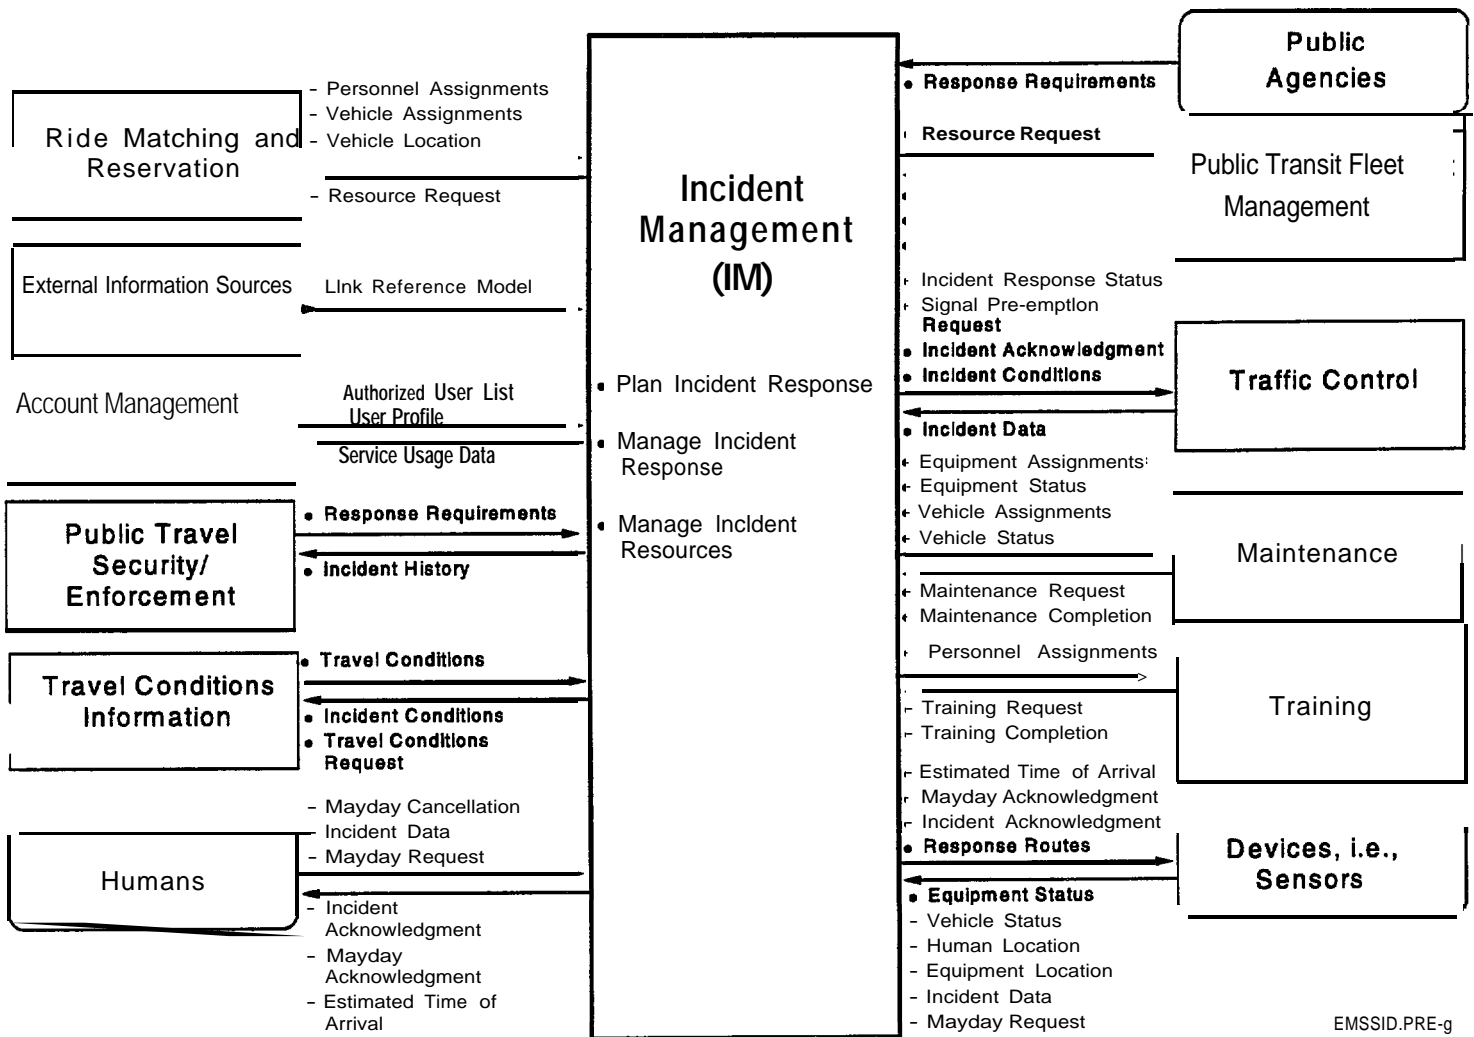 - Personnel Assignments
- Vehicle Assignments
- Vehicle Location
Ride Matching and
Reservation
- Resource Request
External Information Sources
LInk Reference Model
Account Management
Authorized User List
User Profile
Service Usage Data
Public Travel
Security/
Enforcement
• Response Requirements
• Incident History
Travel Conditions
Information
• Travel Conditions
• Incident Conditions
• Travel Conditions
Request
Humans
- Mayday Cancellation
- Incident Data
- Mayday Request
- Incident
Acknowledgment
- Mayday
Acknowledgment
- Estimated Time of
Arrival
Incident
Management
(IM)
• Plan Incident Response
• Manage Incident
Response
• Manage IncIdent
Resources
Public
Agencies
• Response Requirements
Resource Request
Public Transit Fleet
Management
Incident Response Status
Signal Pre-emptIon
Request
• Incident Acknowledgment
• Incident Conditions
Traffic Control
• Incident Data
Equipment Assignments
Equipment Status
Vehicle Assignments
Vehicle Status
Maintenance
Maintenance Request
Maintenance Completion
Personnel Assignments
Training
- Training Request
- Training Completion
- Estimated Time of Arrival
- Mayday Acknowledgment
- Incident Acknowledgment
• Response Routes
Devices, i.e.,
Sensors
• Equipment Status
- Vehicle Status
- Human Location
- Equipment Location
- Incident Data
- Mayday Request
EMSSID.PRE-g